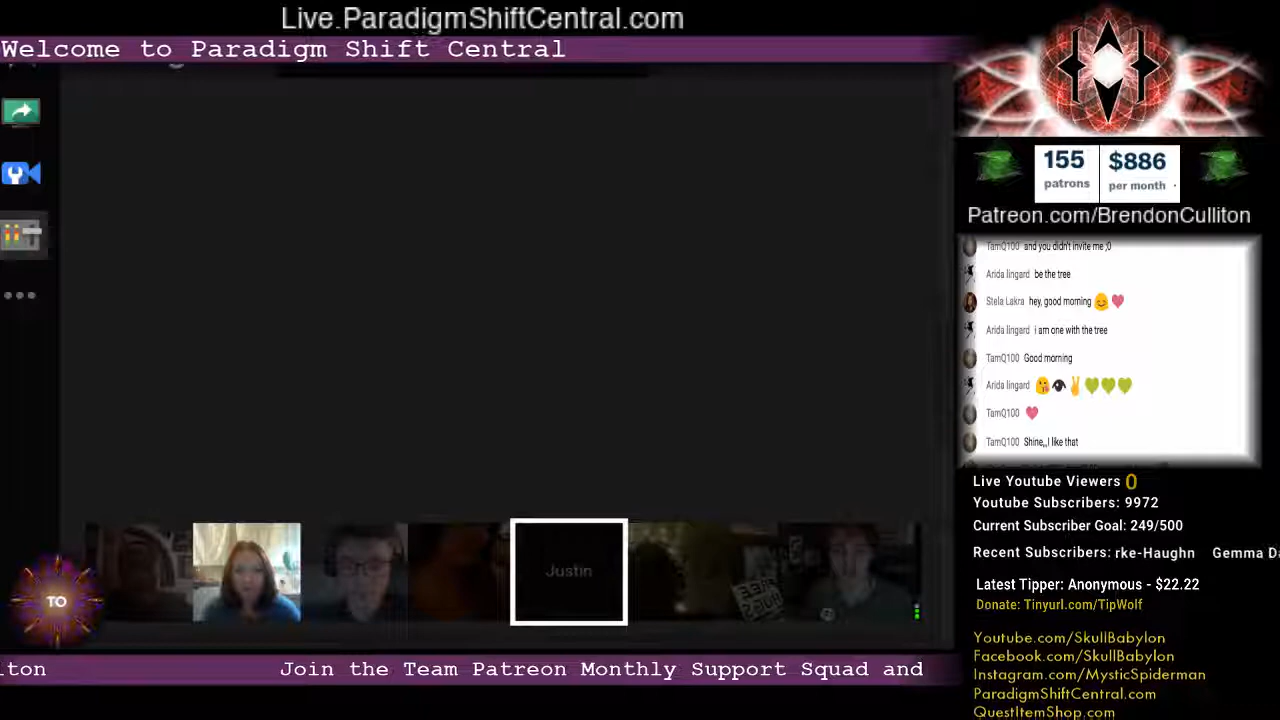 Live.ParadigmShiftCentral.com
Welcome to Paradigm Shift Central
155
patrons
$886
per month
Patreon.com/BrendonCulliton
TamQ100 and you didn't invite me ;0
Arida lingard be the tree
Stela Lakra hey, good morning 😊 ❤
Arida lingard i am one with the tree
TamQ100 Good morning
Arida lingard 😘 👁 ✌ 💚💚💚
TamQ100 ❤
TamQ100 Shine,,,I like that
Live Youtube Viewers 0
Youtube Subscribers: 9972
Current Subscriber Goal: 249/500
Recent Subscribers: rke-Haughn Gemma Da
Latest Tipper: Anonymous - $22.22
Donate: Tinyurl.com/TipWolf
Youtube.com/SkullBabylon
Facebook.com/SkullBabylon
Instagram.com/MysticSpiderman
ParadigmShiftCentral.com
QuestItemShop.com
Justin
TO
lton Join the Team Patreon Monthly Support Squad and